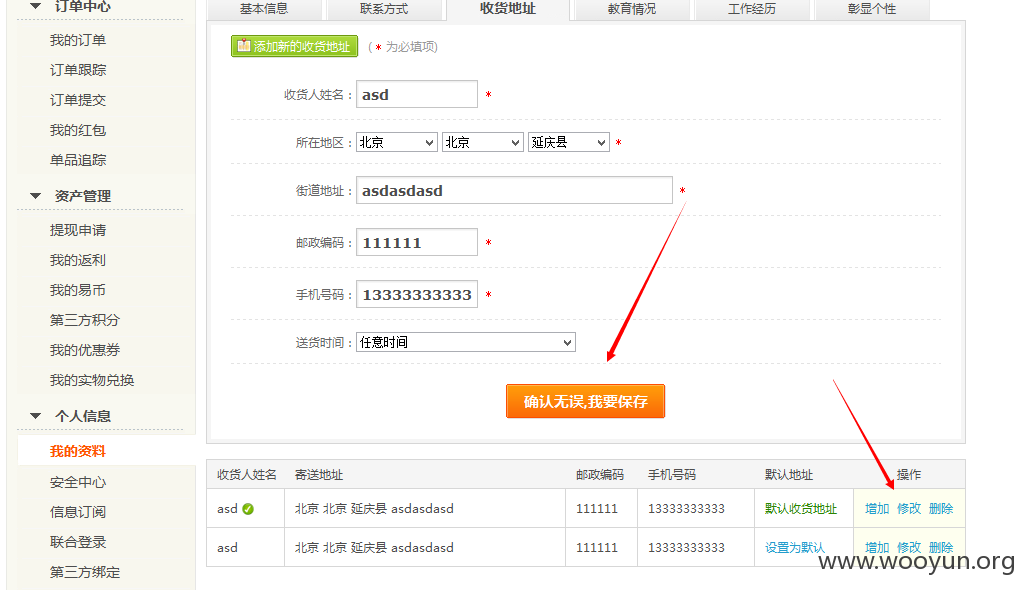 订单中心
我的订单
订单跟踪
订单提交
我的红包
单品追踪
资产管理
提现申请
我的返利
我的易币
第三方积分
我的优惠券
我的实物兑换
个人信息
我的资料
安全中心
信息订阅
联合登录
第三方绑定
基本信息 联系方式 收货地址 教育情况 工作经历 彰显个性
添加新的收货地址 ( * 为必填项)
收货人姓名： asd *
所在地区： 北京 北京 延庆县 *
街道地址： asdasdasd *
邮政编码： 111111 *
手机号码： 13333333333 *
送货时间： 任意时间
确认无误,我要保存
收货人姓名 寄送地址 邮政编码 手机号码 默认地址 操作
asd 北京 北京 延庆县 asdasdasd 111111 13333333333 默认收货地址 增加 修改 删除
asd 北京 北京 延庆县 asdasdasd 111111 13333333333 设置为默认 增加 修改 删除
www.wooyun.org